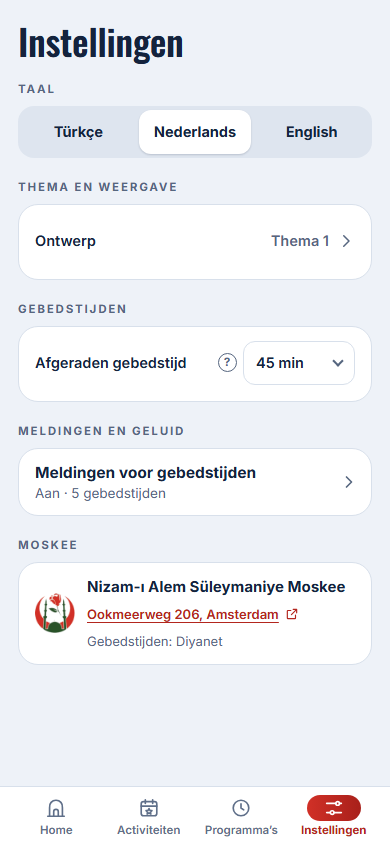 Instellingen
TAAL
Türkçe Nederlands English
THEMA EN WEERGAVE
Ontwerp Thema 1
GEBEDSTIJDEN
Afgeraden gebedstijd ? 45 min
MELDINGEN EN GELUID
Meldingen voor gebedstijden
Aan · 5 gebedstijden
MOSKEE
Nizam-ı Alem Süleymaniye Moskee
Ookmeerweg 206, Amsterdam
Gebedstijden: Diyanet
Home Activiteiten Programma's Instellingen